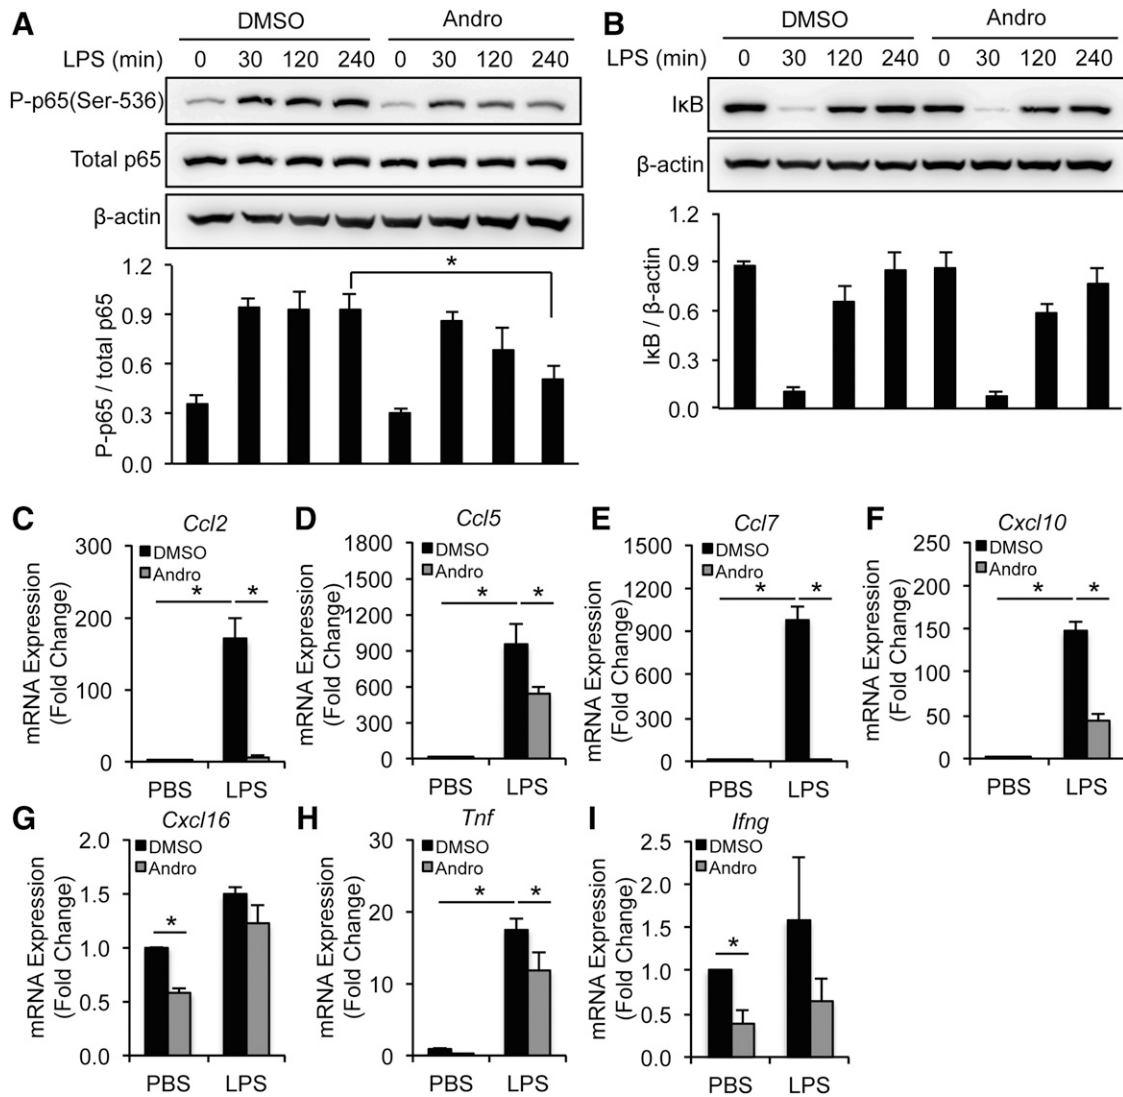 A
DMSO Andro
LPS (min) 0 30 120 240 0 30 120 240
P-p65(Ser-536)
Total p65
β-actin
P-p65 / total p65
1.2
0.9
0.6
0.3
0.0
*
B
DMSO Andro
LPS (min) 0 30 120 240 0 30 120 240
IκB
β-actin
IκB / β-actin
1.2
0.9
0.6
0.3
0.0
C
Ccl2
mRNA Expression
(Fold Change)
300
200
100
0
DMSO
Andro
* *
PBS LPS
D
Ccl5
mRNA Expression
(Fold Change)
1800
1500
1200
900
600
300
0
DMSO
Andro
* *
PBS LPS
E
Ccl7
mRNA Expression
(Fold Change)
1500
1200
900
600
300
0
DMSO
Andro
* *
PBS LPS
F
Cxcl10
mRNA Expression
(Fold Change)
250
200
150
100
50
0
DMSO
Andro
* *
PBS LPS
G
Cxcl16
mRNA Expression
(Fold Change)
2.0
1.5
1.0
0.5
0.0
DMSO
Andro
*
PBS LPS
H
Tnf
mRNA Expression
(Fold Change)
30
20
10
0
DMSO
Andro
* *
PBS LPS
I
Ifng
mRNA Expression
(Fold Change)
2.5
2.0
1.5
1.0
0.5
0.0
DMSO
Andro
*
PBS LPS